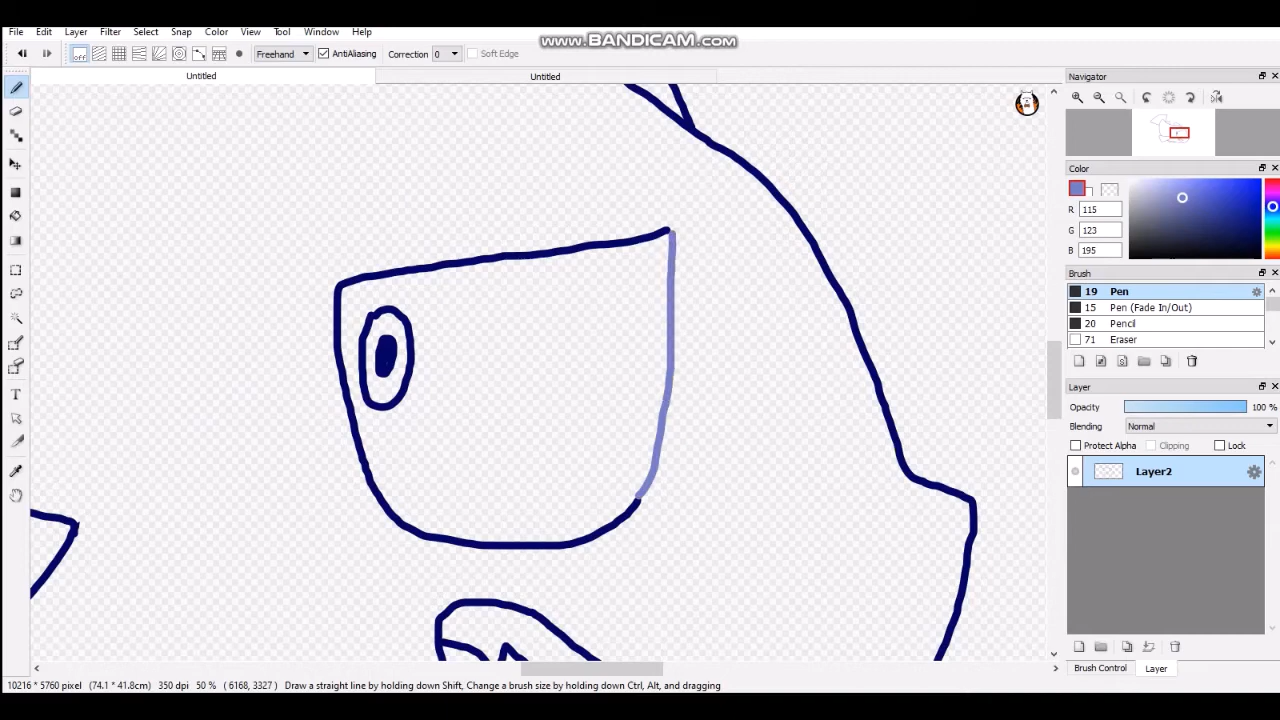 www.BANDICAM.com
File Edit Layer Filter Select Snap Color View Tool Window Help
off Freehand AntiAliasing Correction 0 Soft Edge
Untitled Untitled
Navigator
Color
R 115
G 123
B 195
Brush
19 Pen
15 Pen (Fade In/Out)
20 Pencil
71 Eraser
Layer
Opacity 100 %
Blending Normal
Protect Alpha Clipping Lock
Layer2
T
Brush Control Layer
10216 * 5760 pixel (74.1 * 41.8cm) 350 dpi 50 % ( 6168, 3327 ) Draw a straight line by holding down Shift, Change a brush size by holding down Ctrl, Alt, and dragging